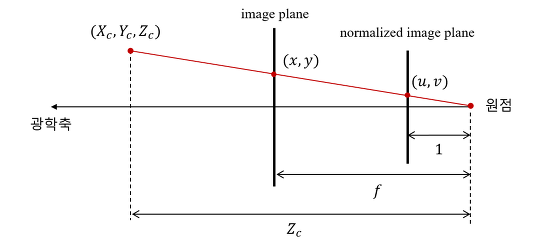 image plane
normalized image plane
(X_c, Y_c, Z_c)
(x, y)
(u, v)
원점
광학축
1
f
Z_c